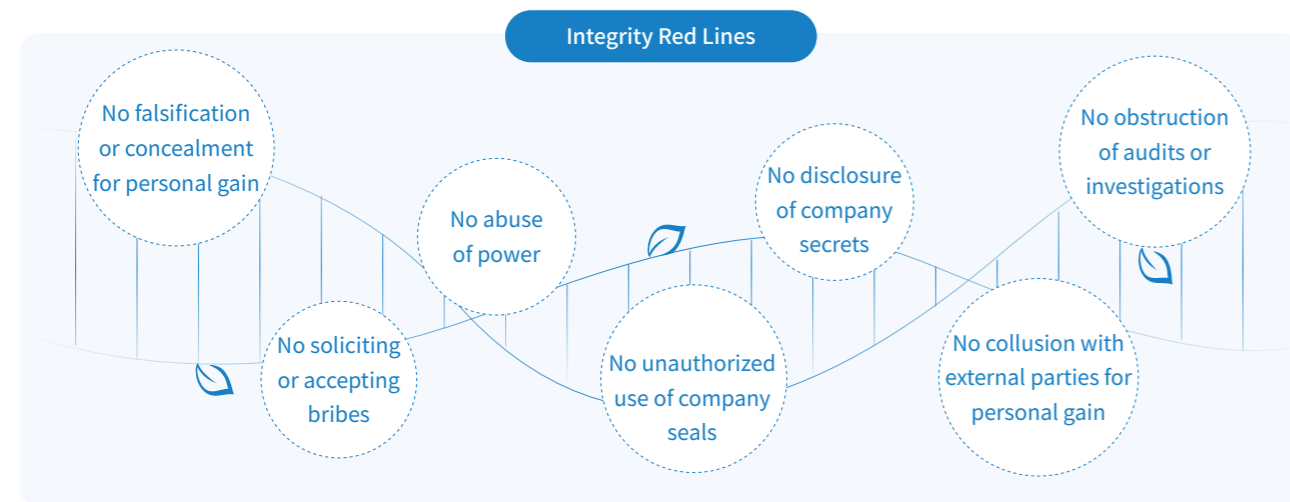 Integrity Red Lines
No falsification
or concealment
for personal gain
No soliciting
or accepting
bribes
No abuse
of power
No unauthorized
use of company
seals
No disclosure
of company
secrets
No collusion with
external parties for
personal gain
No obstruction
of audits or
investigations